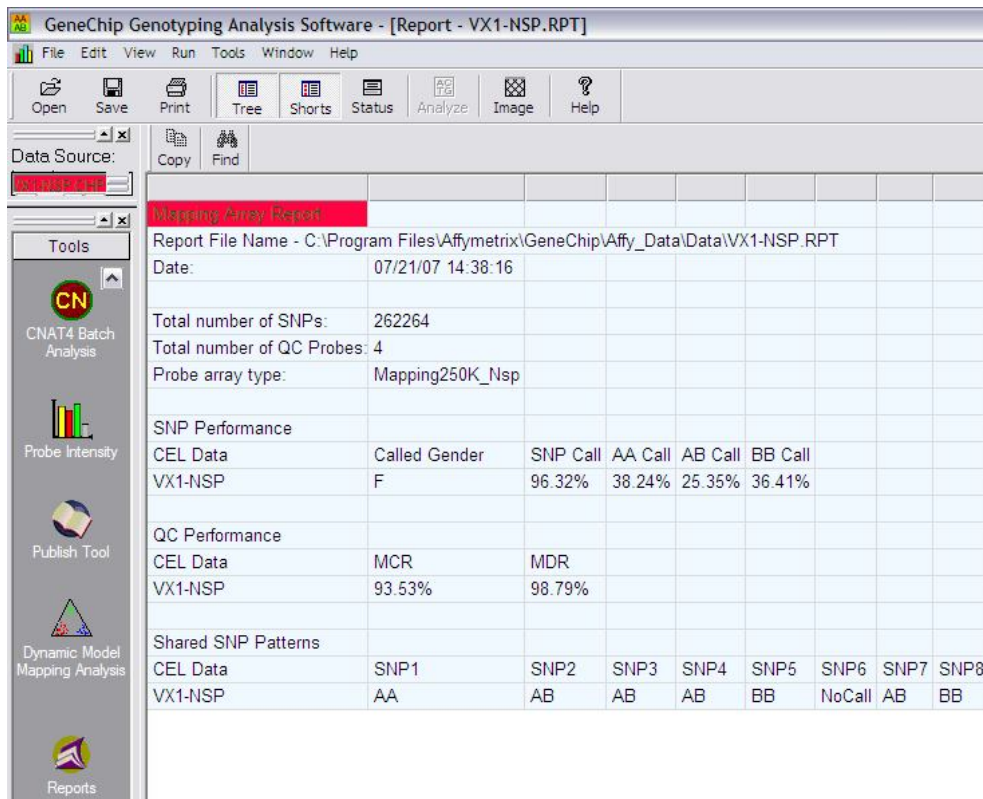 GeneChip Genotyping Analysis Software - [Report - VX1-NSP.RPT]
File Edit View Run Tools Window Help
Open Save Print Tree Shorts Status Analyze Image Help
Data Source:
Copy Find
Mapping Array Report
Tools
Report File Name - C:\Program Files\Affymetrix\GeneChip\Affy_Data\Data\VX1-NSP.RPT
Date: 07/21/07 14:38:16
CN
CNAT4 Batch
Analysis
Total number of SNPs: 262264
Total number of QC Probes: 4
Probe array type: Mapping250K_Nsp
SNP Performance
Probe Intensity
CEL Data Called Gender SNP Call AA Call AB Call BB Call
VX1-NSP F 96.32% 38.24% 25.35% 36.41%
QC Performance
Publish Tool
CEL Data MCR MDR
VX1-NSP 93.53% 98.79%
Shared SNP Patterns
Dynamic Model
Mapping Analysis
CEL Data SNP1 SNP2 SNP3 SNP4 SNP5 SNP6 SNP7 SNP8
VX1-NSP AA AB AB AB BB NoCall AB BB
Reports